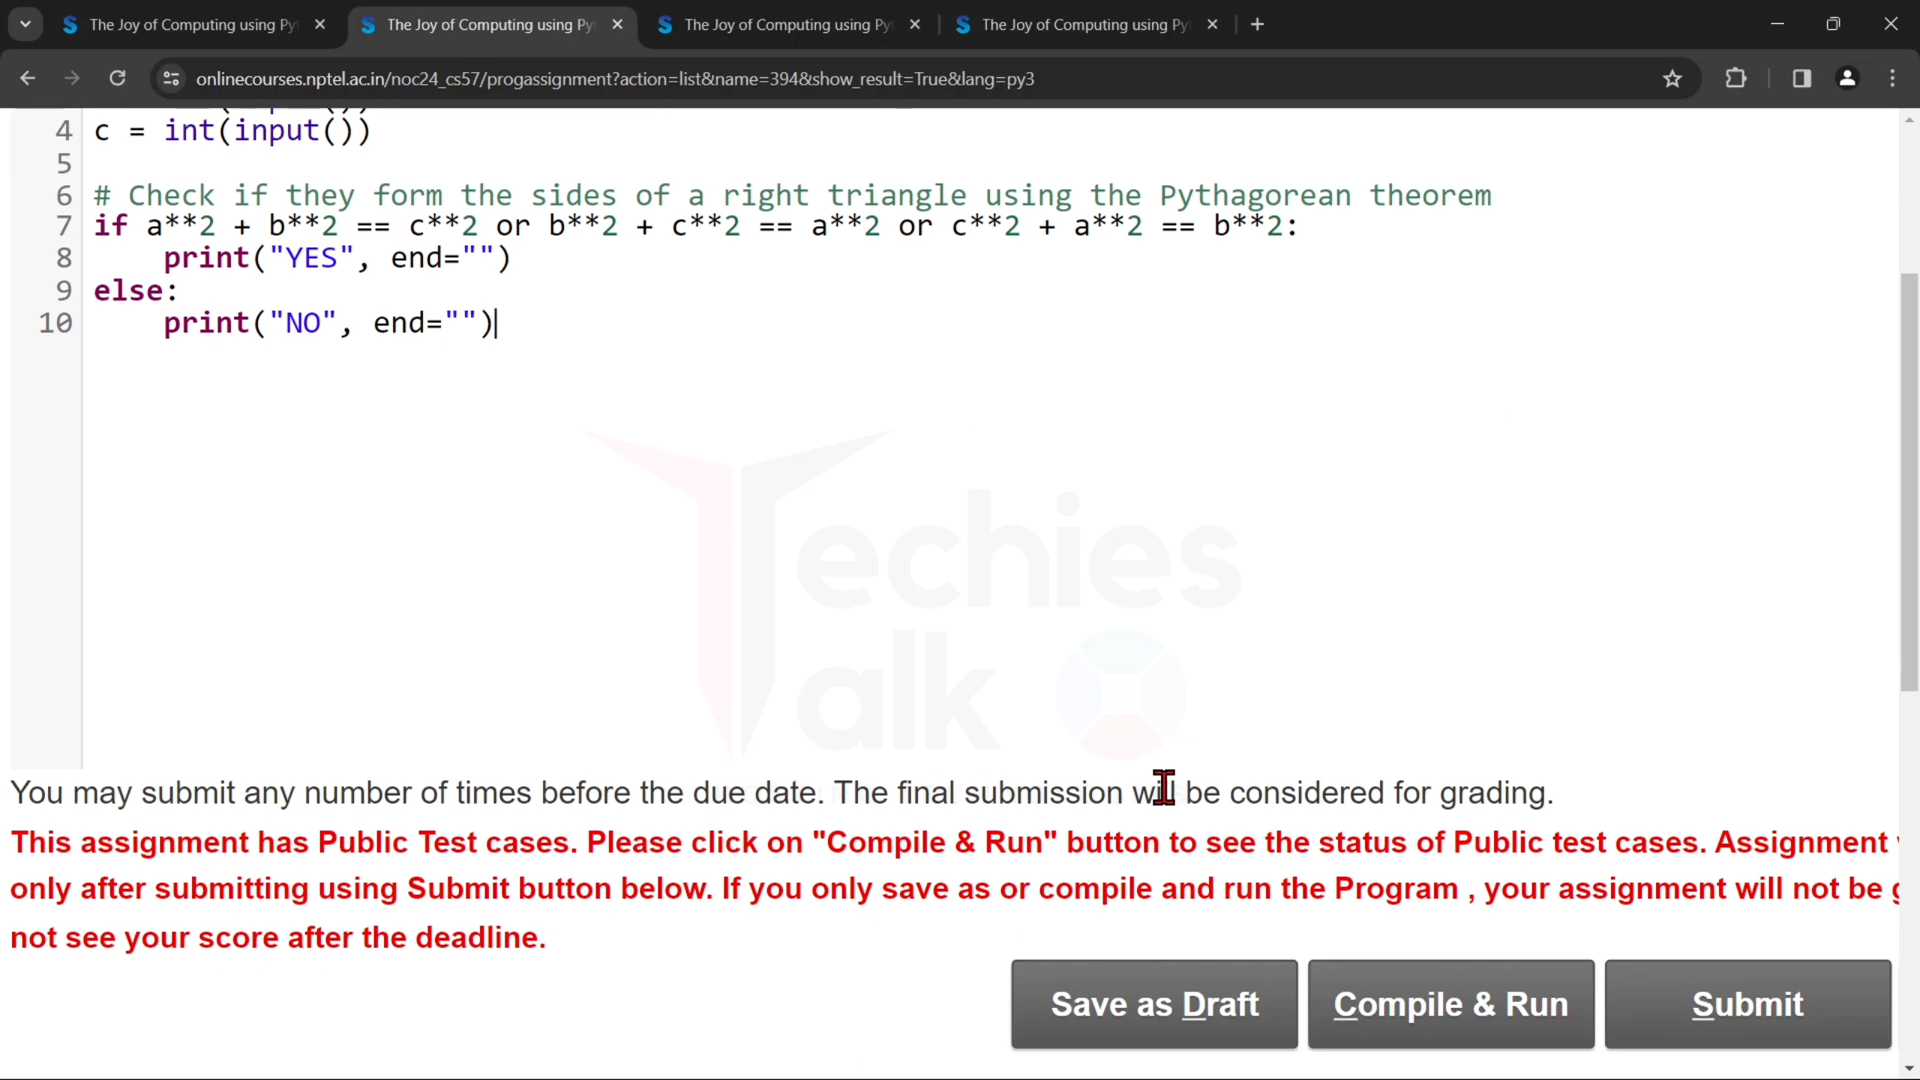 The Joy of Computing using Py
The Joy of Computing using Py
The Joy of Computing using Py
The Joy of Computing using Py
onlinecourses.nptel.ac.in/noc24_cs57/progassignment?action=list&name=394&show_result=True&lang=py3
4 c = int(input())
5
6 # Check if they form the sides of a right triangle using the Pythagorean theorem
7 if a**2 + b**2 == c**2 or b**2 + c**2 == a**2 or c**2 + a**2 == b**2:
8 print("YES", end="")
9 else:
10 print("NO", end="")
Techies
Talk
You may submit any number of times before the due date. The final submission will be considered for grading.
This assignment has Public Test cases. Please click on "Compile & Run" button to see the status of Public test cases. Assignment
only after submitting using Submit button below. If you only save as or compile and run the Program , your assignment will not be
not see your score after the deadline.
Save as Draft
Compile & Run
Submit